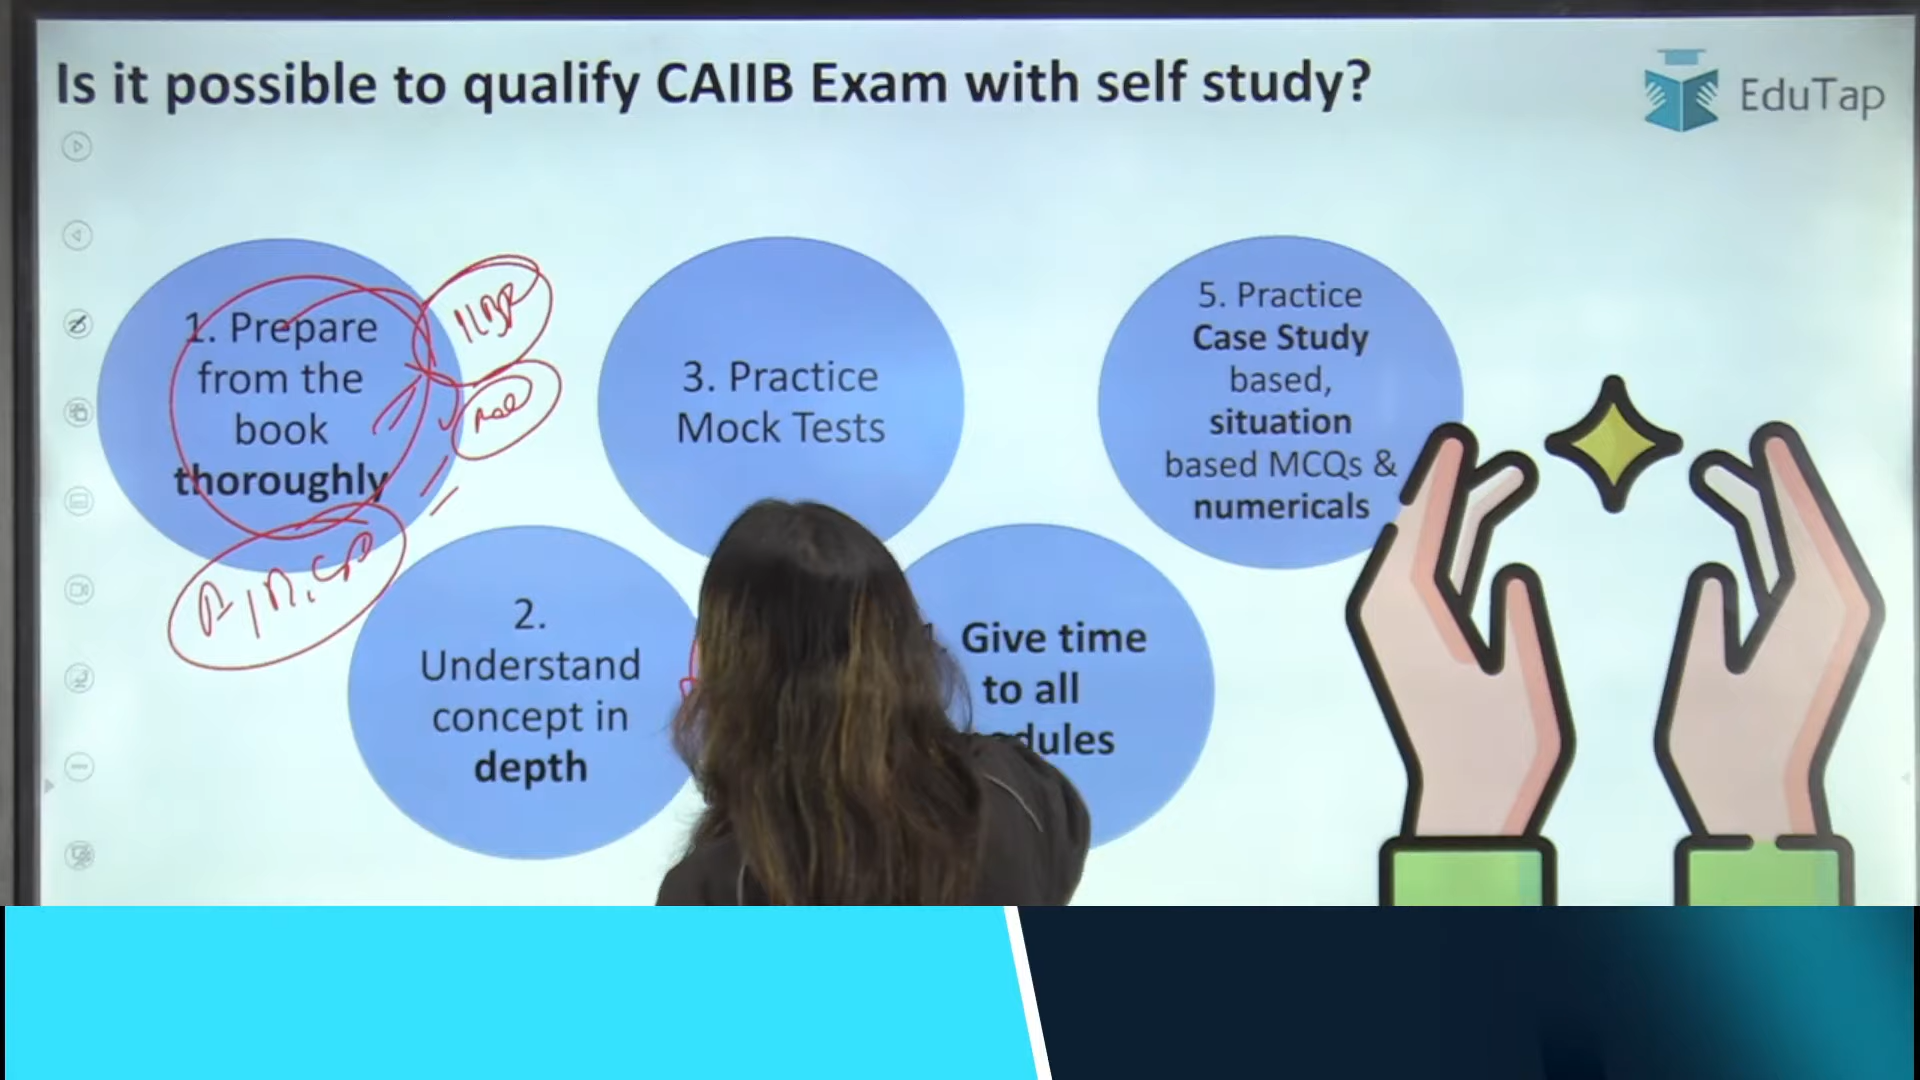 Is it possible to qualify CAIIB Exam with self study?
EduTap
1. Prepare
from the
book
thoroughly
2.
Understand
concept in
depth
3. Practice
Mock Tests
Give time
to all
5. Practice
Case Study
based,
situation
based MCQs &
numericals